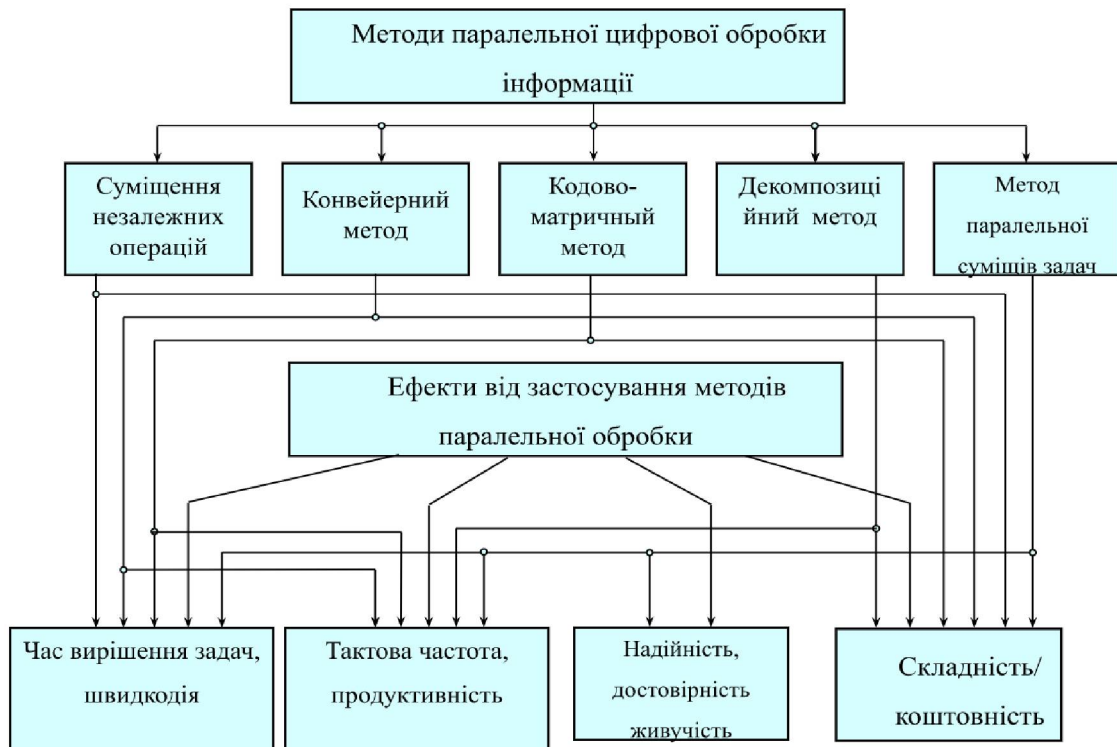 Методи паралельної цифрової обробки
інформації
Суміщення
незалежних
операцій
Конвейерний
метод
Кодово-
матричный
метод
Декомпозиці
йний метод
Метод
паралельної
суміщів задач
Ефекти від застосування методів
паралельної обробки
Час вирішення задач,
швидкодія
Тактова частота,
продуктивність
Надійність,
достовірність
живучість
Складність/
коштовність